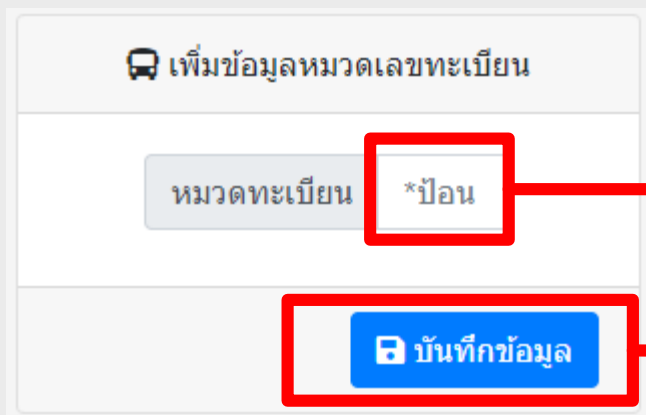 เพิ่มข้อมูลหมวดเลขทะเบียน
หมวดทะเบียน *ป้อน
บันทึกข้อมูล